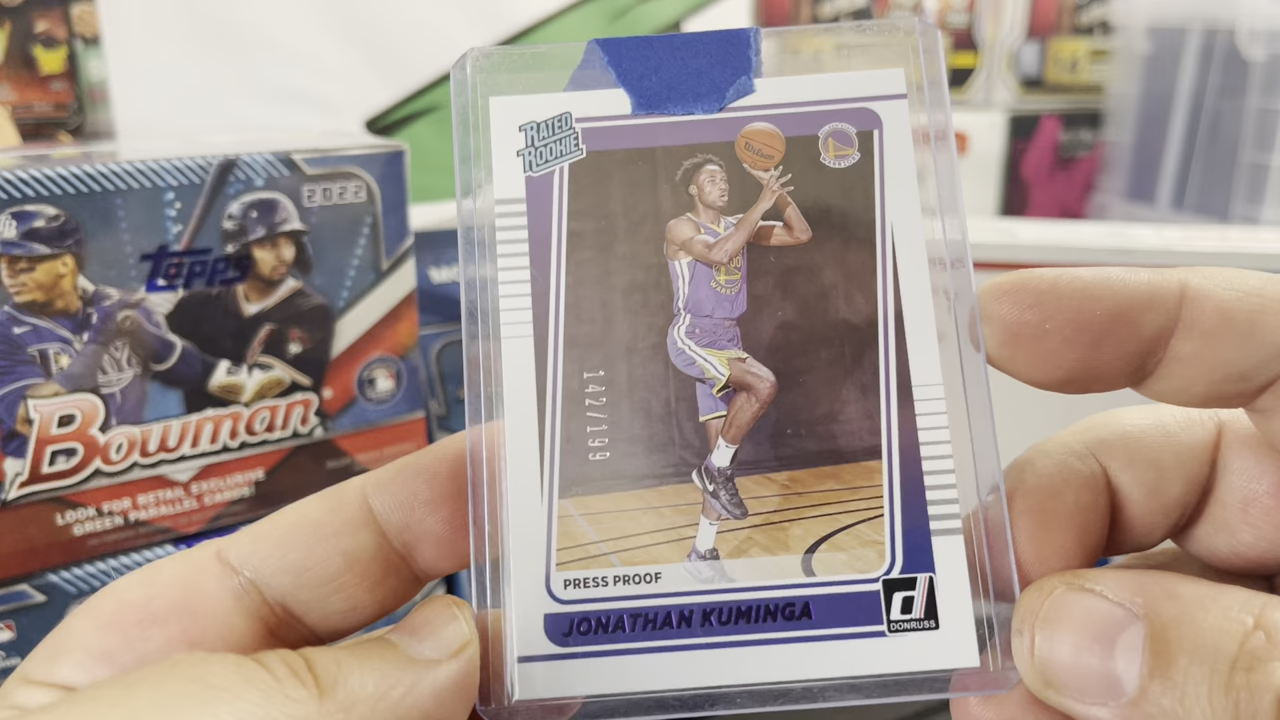 2022
TOPPS
Bowman
LOOK FOR RETAIL EXCLUSIVE
GREEN PARALLEL CARDS!
RATED
ROOKIE
Wilson
WARRIORS
142/199
PRESS PROOF
JONATHAN KUMINGA
d
DONRUSS